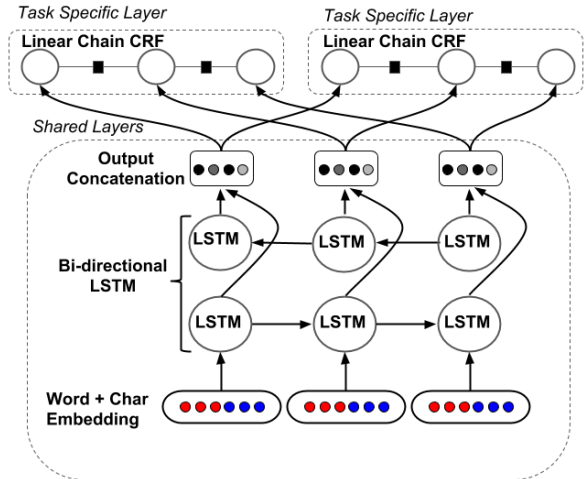 Task Specific Layer
Task Specific Layer
Linear Chain CRF
Linear Chain CRF
Shared Layers
Output
Concatenation
LSTM
LSTM
LSTM
Bi-directional
LSTM
LSTM
LSTM
LSTM
Word + Char
Embedding